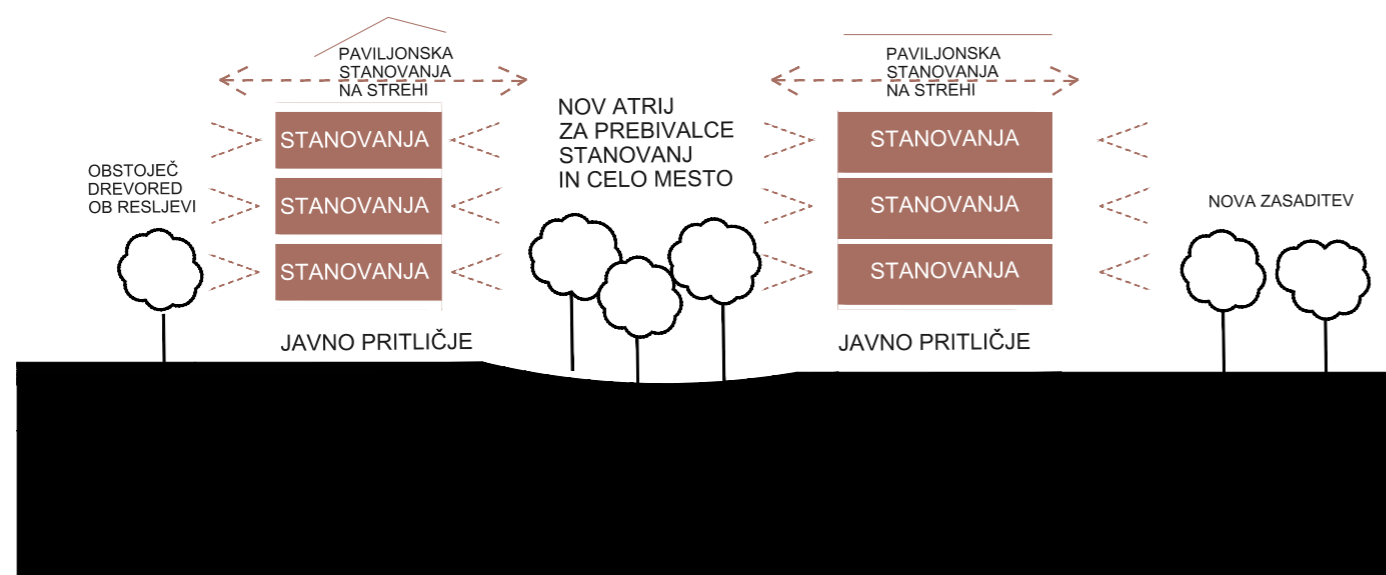 PAVILJONSKA
STANOVANJA
NA STREHI
PAVILJONSKA
STANOVANJA
NA STREHI
NOV ATRIJ
ZA PREBIVALCE
STANOVANJ
IN CELO MESTO
STANOVANJA
STANOVANJA
STANOVANJA
STANOVANJA
STANOVANJA
STANOVANJA
OBSTOJEČ
DREVORED
OB RESLJEVI
NOVA ZASADITEV
JAVNO PRITLIČJE
JAVNO PRITLIČJE